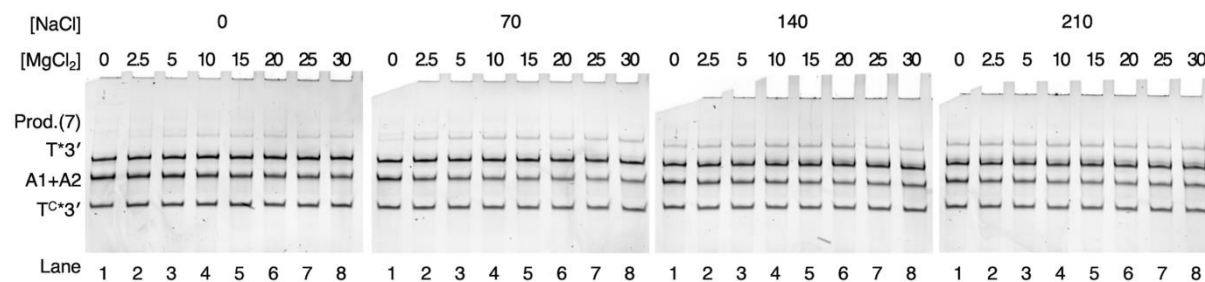 [NaCl] 0 70 140 210
[MgCl₂] 0 2.5 5 10 15 20 25 30 0 2.5 5 10 15 20 25 30 0 2.5 5 10 15 20 25 30 0 2.5 5 10 15 20 25 30
Prod.(7)
T*3′
A1+A2
Tᶜ*3′
Lane 1 2 3 4 5 6 7 8 1 2 3 4 5 6 7 8 1 2 3 4 5 6 7 8 1 2 3 4 5 6 7 8